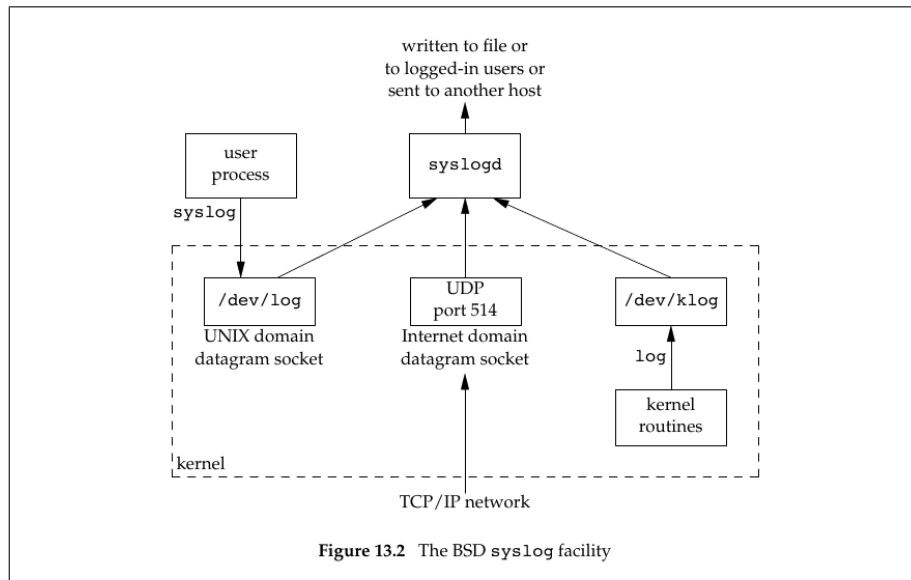 written to file or
to logged-in users or
sent to another host
user
process
syslogd
syslog
/dev/log
UDP
port 514
/dev/klog
UNIX domain
datagram socket
Internet domain
datagram socket
log
kernel
routines
kernel
TCP/IP network
Figure 13.2 The BSD syslog facility